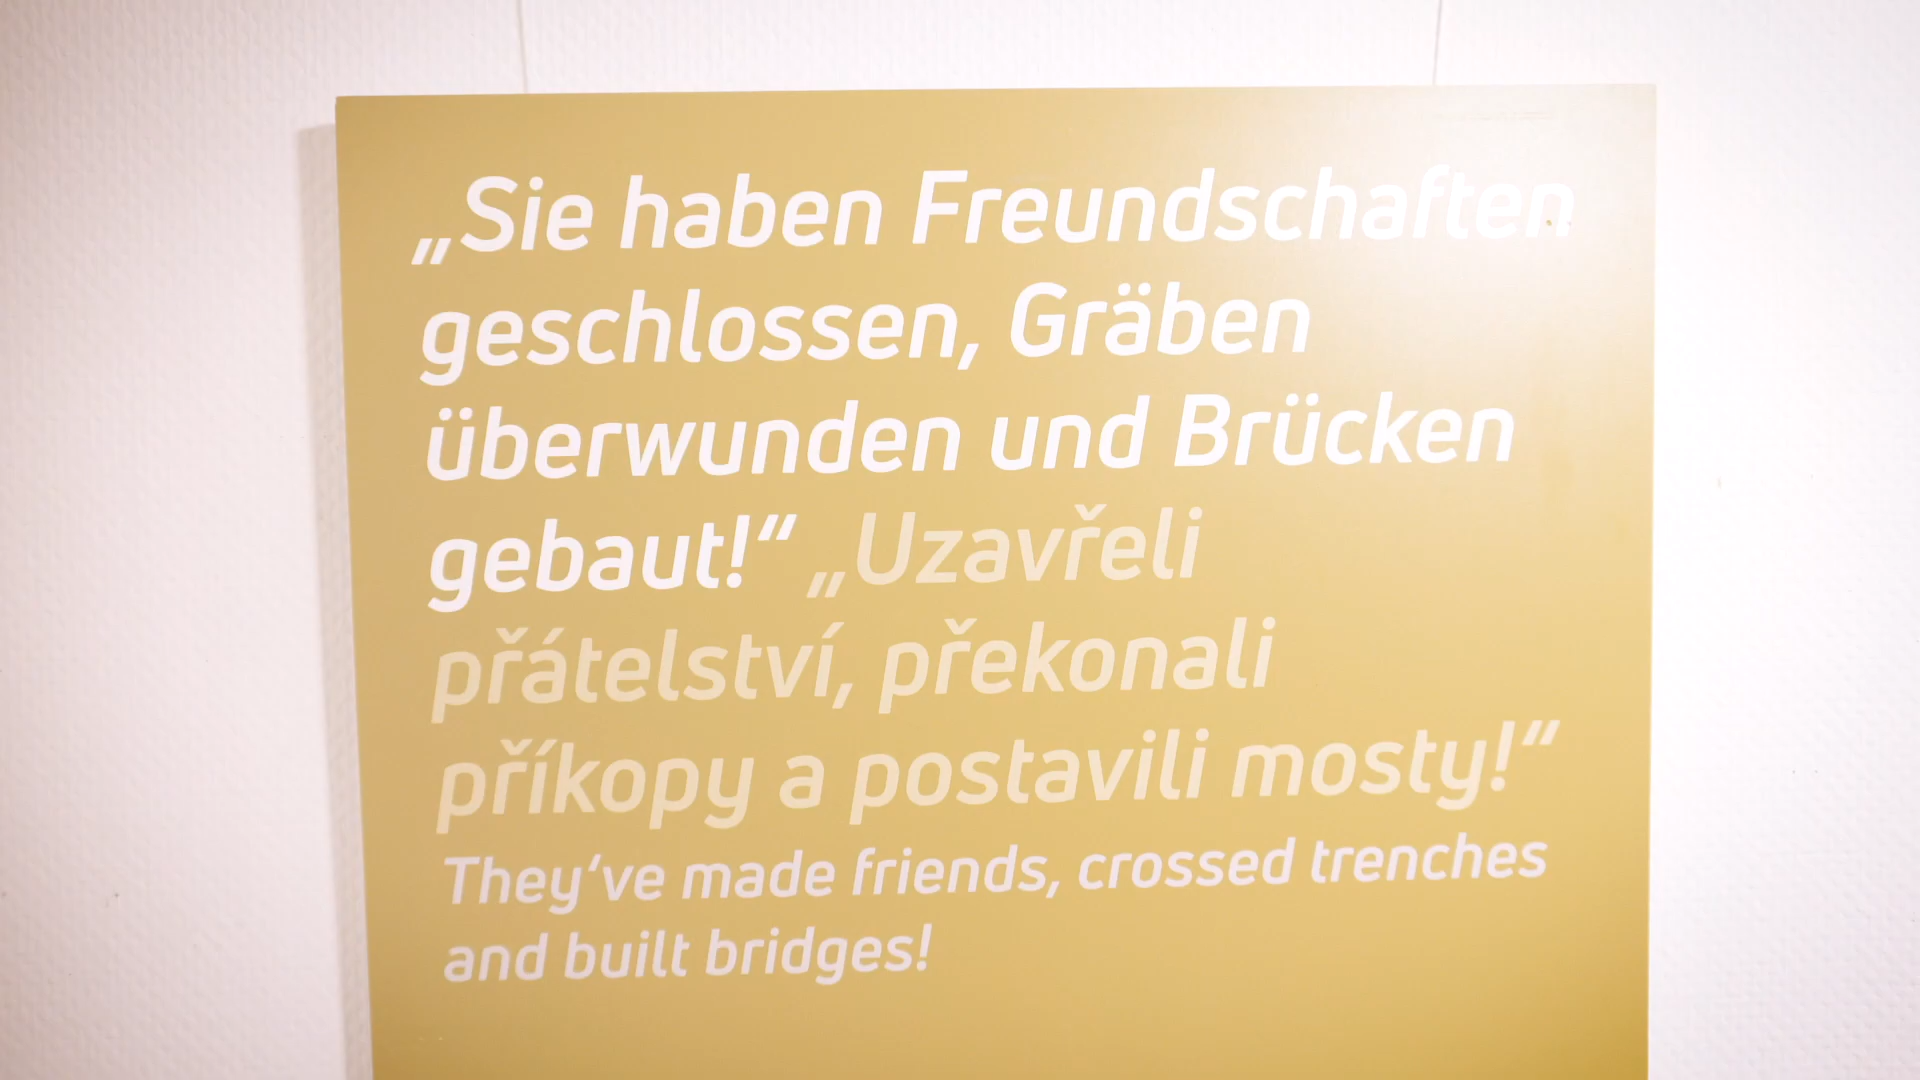 „Sie haben Freundschaften
geschlossen, Gräben
überwunden und Brücken
gebaut!“ „Uzavřeli
přátelství, překonali
příkopy a postavili mosty!“
They‘ve made friends, crossed trenches
and built bridges!